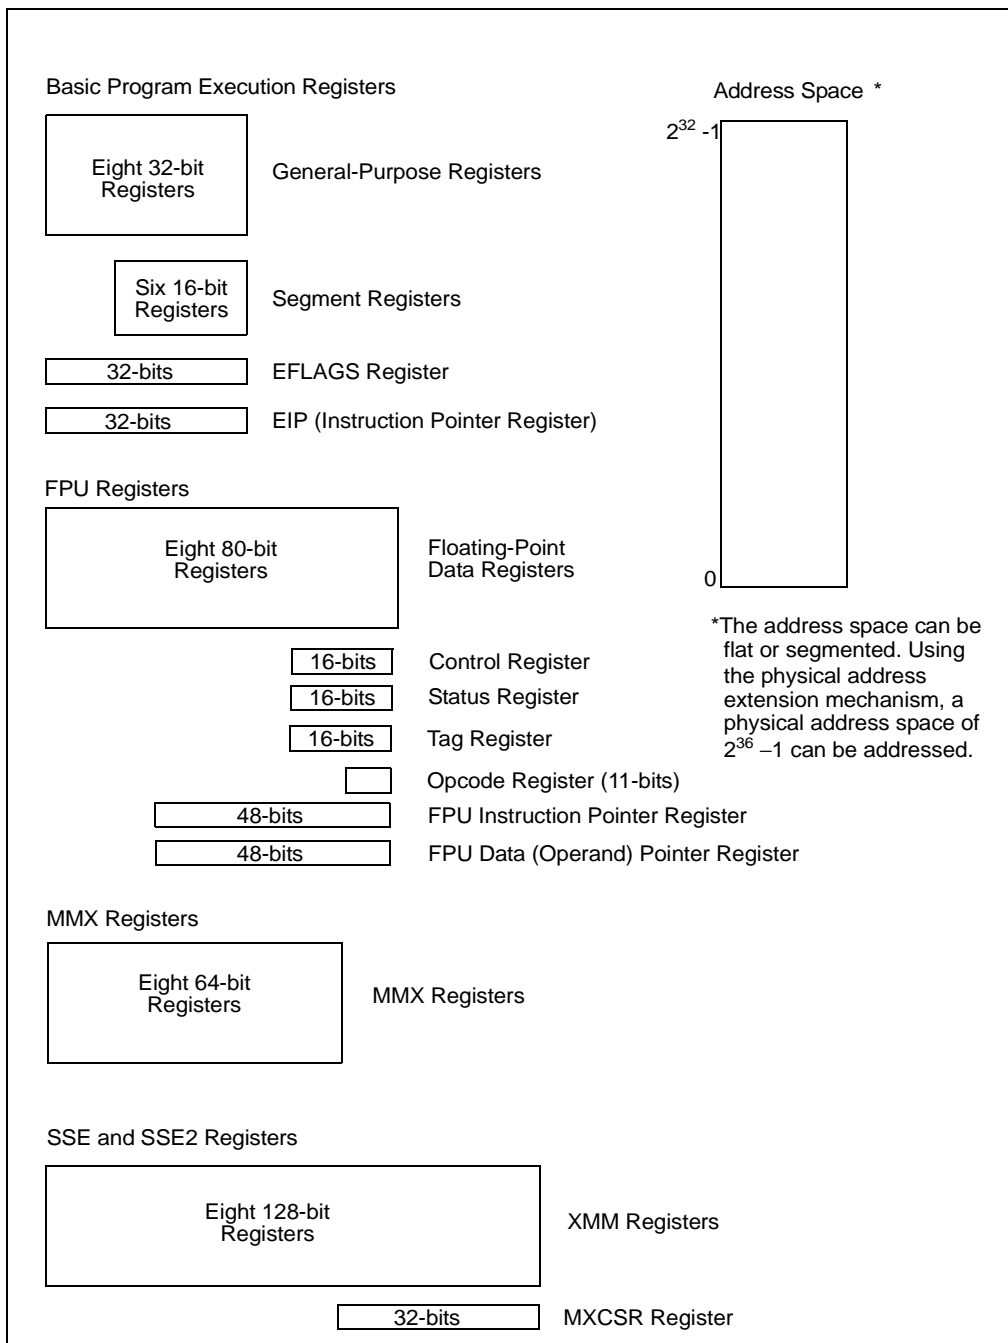 Basic Program Execution Registers
Eight 32-bit
Registers
General-Purpose Registers
Six 16-bit
Registers
Segment Registers
32-bits
EFLAGS Register
32-bits
EIP (Instruction Pointer Register)
FPU Registers
Eight 80-bit
Registers
Floating-Point
Data Registers
16-bits
Control Register
16-bits
Status Register
16-bits
Tag Register
Opcode Register (11-bits)
48-bits
FPU Instruction Pointer Register
48-bits
FPU Data (Operand) Pointer Register
MMX Registers
Eight 64-bit
Registers
MMX Registers
SSE and SSE2 Registers
Eight 128-bit
Registers
XMM Registers
32-bits
MXCSR Register
Address Space *
2³² -1
0
*The address space can be
flat or segmented. Using
the physical address
extension mechanism, a
physical address space of
2³⁶ –1 can be addressed.